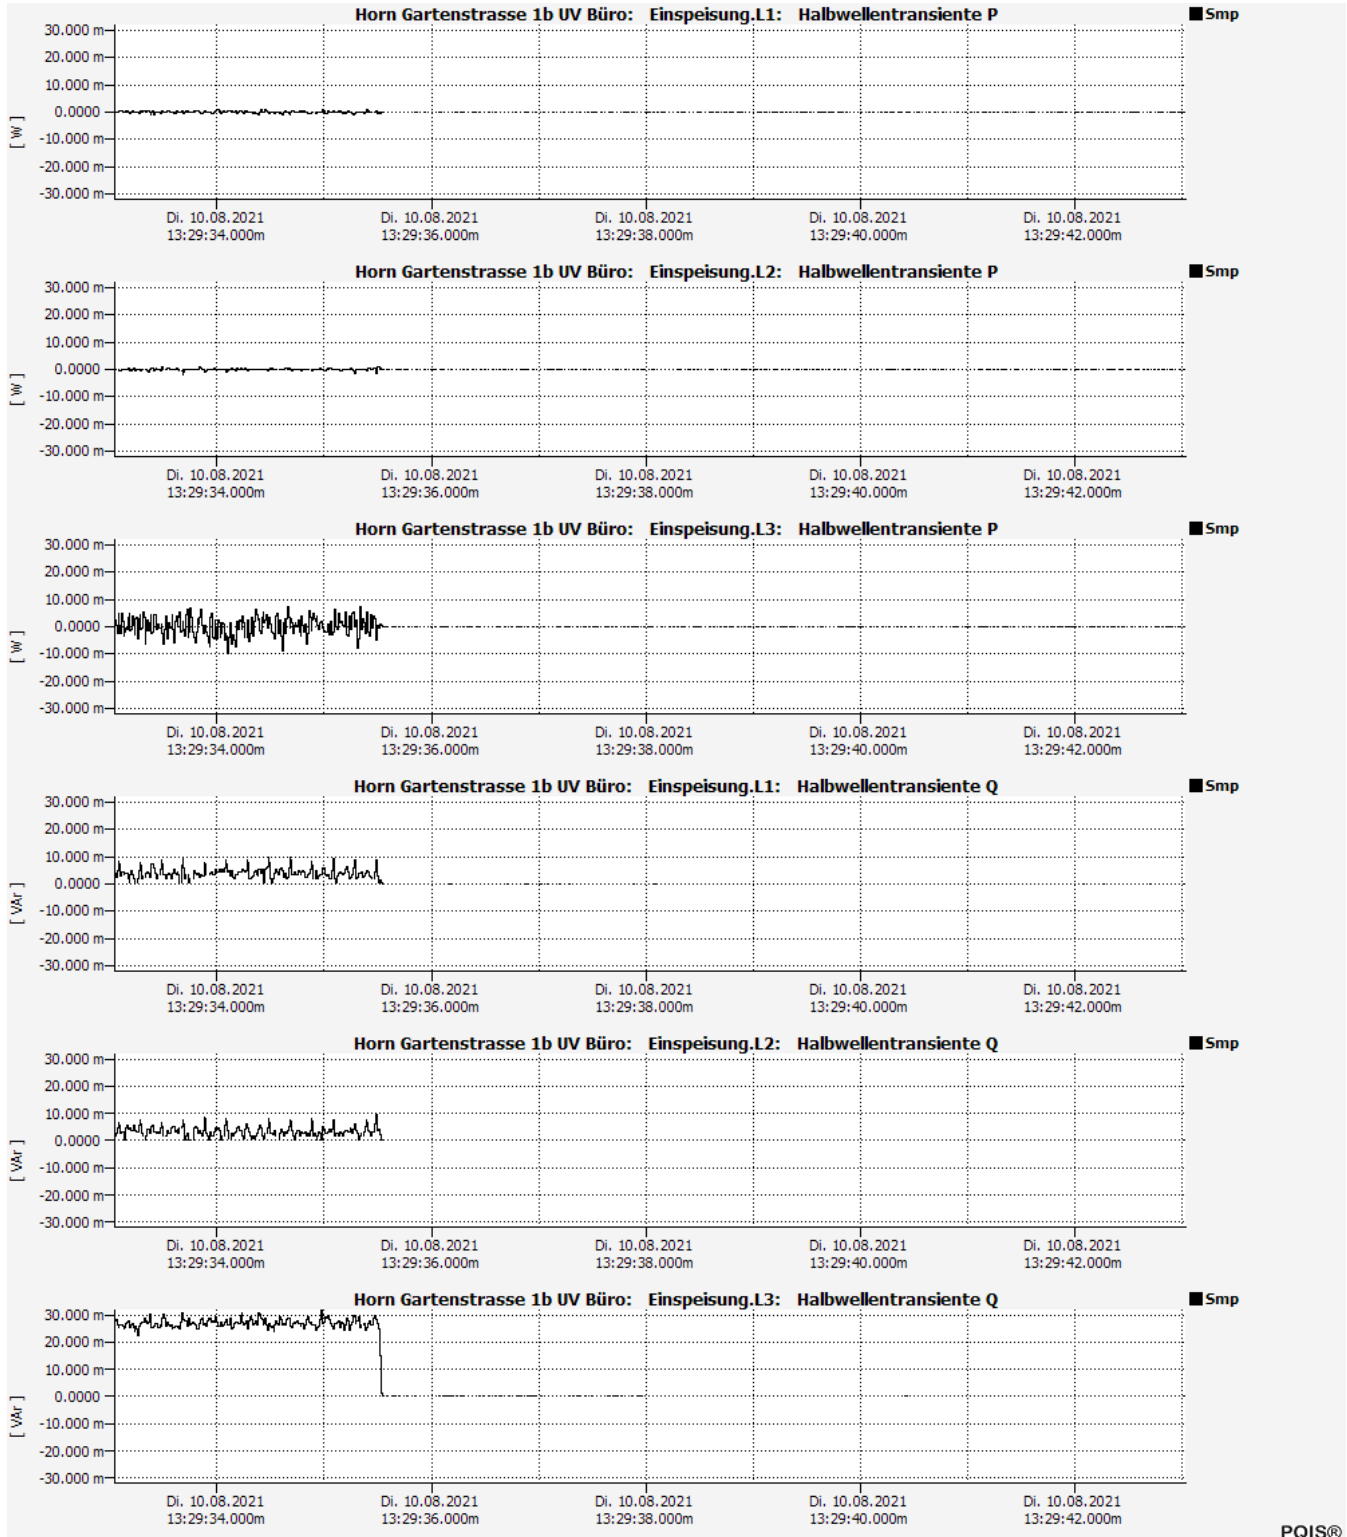 Horn Gartenstrasse 1b UV Büro: Einspeisung.L1: Halbwellentransiente P
Smp
30.000 m
20.000 m
10.000 m
0.0000
-10.000 m
-20.000 m
-30.000 m
[ W ]
Di. 10.08.2021 Di. 10.08.2021 Di. 10.08.2021 Di. 10.08.2021 Di. 10.08.2021
13:29:34.000m 13:29:36.000m 13:29:38.000m 13:29:40.000m 13:29:42.000m
Horn Gartenstrasse 1b UV Büro: Einspeisung.L2: Halbwellentransiente P
Smp
30.000 m
20.000 m
10.000 m
0.0000
-10.000 m
-20.000 m
-30.000 m
[ W ]
Di. 10.08.2021 Di. 10.08.2021 Di. 10.08.2021 Di. 10.08.2021 Di. 10.08.2021
13:29:34.000m 13:29:36.000m 13:29:38.000m 13:29:40.000m 13:29:42.000m
Horn Gartenstrasse 1b UV Büro: Einspeisung.L3: Halbwellentransiente P
Smp
30.000 m
20.000 m
10.000 m
0.0000
-10.000 m
-20.000 m
-30.000 m
[ W ]
Di. 10.08.2021 Di. 10.08.2021 Di. 10.08.2021 Di. 10.08.2021 Di. 10.08.2021
13:29:34.000m 13:29:36.000m 13:29:38.000m 13:29:40.000m 13:29:42.000m
Horn Gartenstrasse 1b UV Büro: Einspeisung.L1: Halbwellentransiente Q
Smp
30.000 m
20.000 m
10.000 m
0.0000
-10.000 m
-20.000 m
-30.000 m
[ VAr ]
Di. 10.08.2021 Di. 10.08.2021 Di. 10.08.2021 Di. 10.08.2021 Di. 10.08.2021
13:29:34.000m 13:29:36.000m 13:29:38.000m 13:29:40.000m 13:29:42.000m
Horn Gartenstrasse 1b UV Büro: Einspeisung.L2: Halbwellentransiente Q
Smp
30.000 m
20.000 m
10.000 m
0.0000
-10.000 m
-20.000 m
-30.000 m
[ VAr ]
Di. 10.08.2021 Di. 10.08.2021 Di. 10.08.2021 Di. 10.08.2021 Di. 10.08.2021
13:29:34.000m 13:29:36.000m 13:29:38.000m 13:29:40.000m 13:29:42.000m
Horn Gartenstrasse 1b UV Büro: Einspeisung.L3: Halbwellentransiente Q
Smp
30.000 m
20.000 m
10.000 m
0.0000
-10.000 m
-20.000 m
-30.000 m
[ VAr ]
Di. 10.08.2021 Di. 10.08.2021 Di. 10.08.2021 Di. 10.08.2021 Di. 10.08.2021
13:29:34.000m 13:29:36.000m 13:29:38.000m 13:29:40.000m 13:29:42.000m
PQIS®